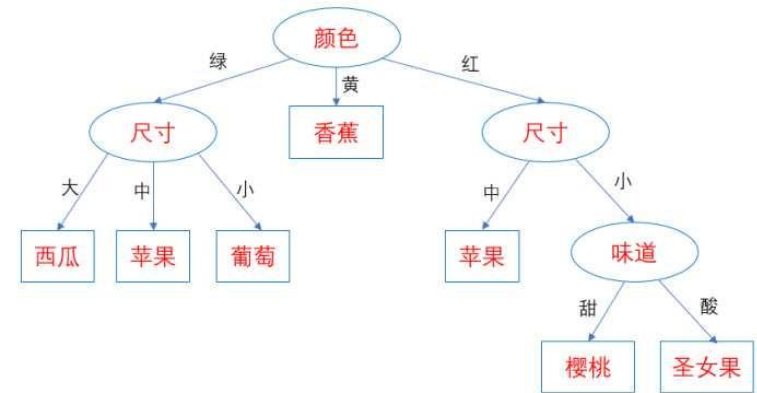 颜色
绿
黄
红
尺寸
香蕉
尺寸
大
中
小
中
小
西瓜
苹果
葡萄
苹果
味道
甜
酸
樱桃
圣女果